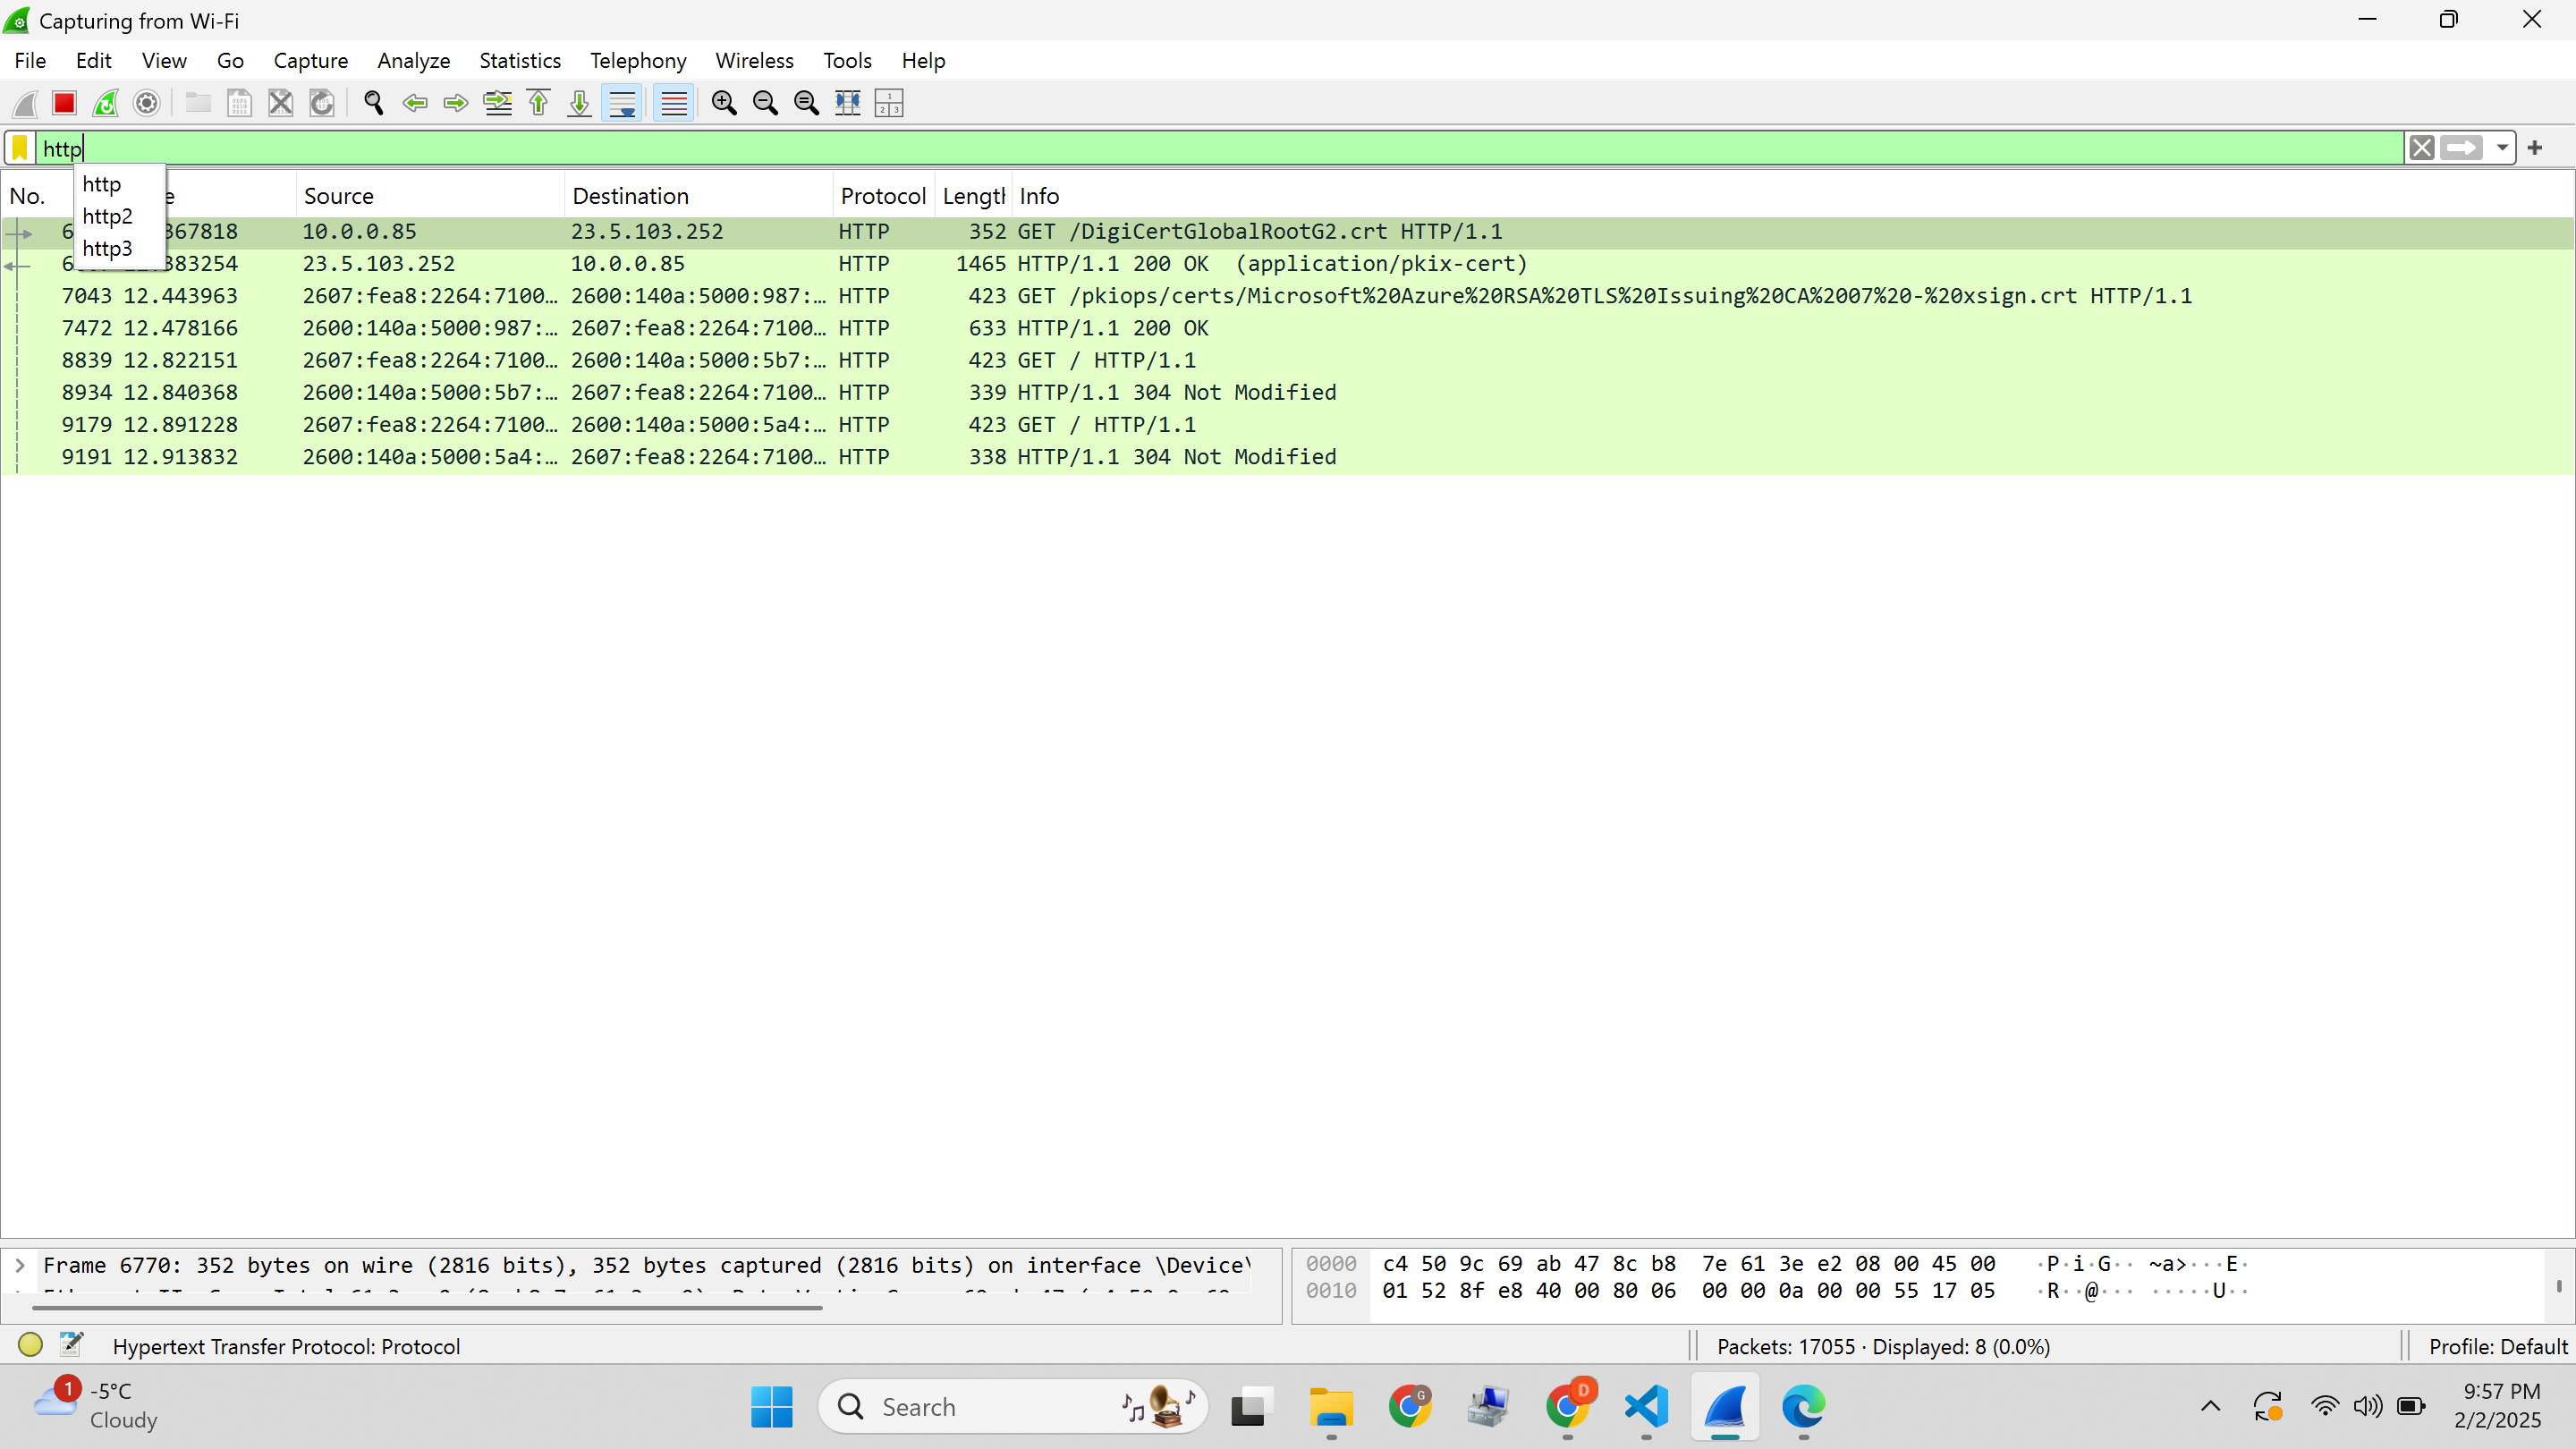 Capturing from Wi-Fi
File Edit View Go Capture Analyze Statistics Telephony Wireless Tools Help
http
http
http2
http3
No. Source Destination Protocol Length Info
367818 10.0.0.85 23.5.103.252 HTTP 352 GET /DigiCertGlobalRootG2.crt HTTP/1.1
383254 23.5.103.252 10.0.0.85 HTTP 1465 HTTP/1.1 200 OK (application/pkix-cert)
7043 12.443963 2607:fea8:2264:7100… 2600:140a:5000:987:… HTTP 423 GET /pkiops/certs/Microsoft%20Azure%20RSA%20TLS%20Issuing%20CA%2007%20-%20xsign.crt HTTP/1.1
7472 12.478166 2600:140a:5000:987:… 2607:fea8:2264:7100… HTTP 633 HTTP/1.1 200 OK
8839 12.822151 2607:fea8:2264:7100… 2600:140a:5000:5b7:… HTTP 423 GET / HTTP/1.1
8934 12.840368 2600:140a:5000:5b7:… 2607:fea8:2264:7100… HTTP 339 HTTP/1.1 304 Not Modified
9179 12.891228 2607:fea8:2264:7100… 2600:140a:5000:5a4:… HTTP 423 GET / HTTP/1.1
9191 12.913832 2600:140a:5000:5a4:… 2607:fea8:2264:7100… HTTP 338 HTTP/1.1 304 Not Modified
Frame 6770: 352 bytes on wire (2816 bits), 352 bytes captured (2816 bits) on interface \Device\
0000 c4 50 9c 69 ab 47 8c b8 7e 61 3e e2 08 00 45 00 ·P·i·G·· ~a>···E·
0010 01 52 8f e8 40 00 80 06 00 00 0a 00 00 55 17 05 ·R··@··· ·····U··
Hypertext Transfer Protocol: Protocol
Packets: 17055 · Displayed: 8 (0.0%)
Profile: Default
1
-5°C
Cloudy
Search
G
D
9:57 PM
2/2/2025